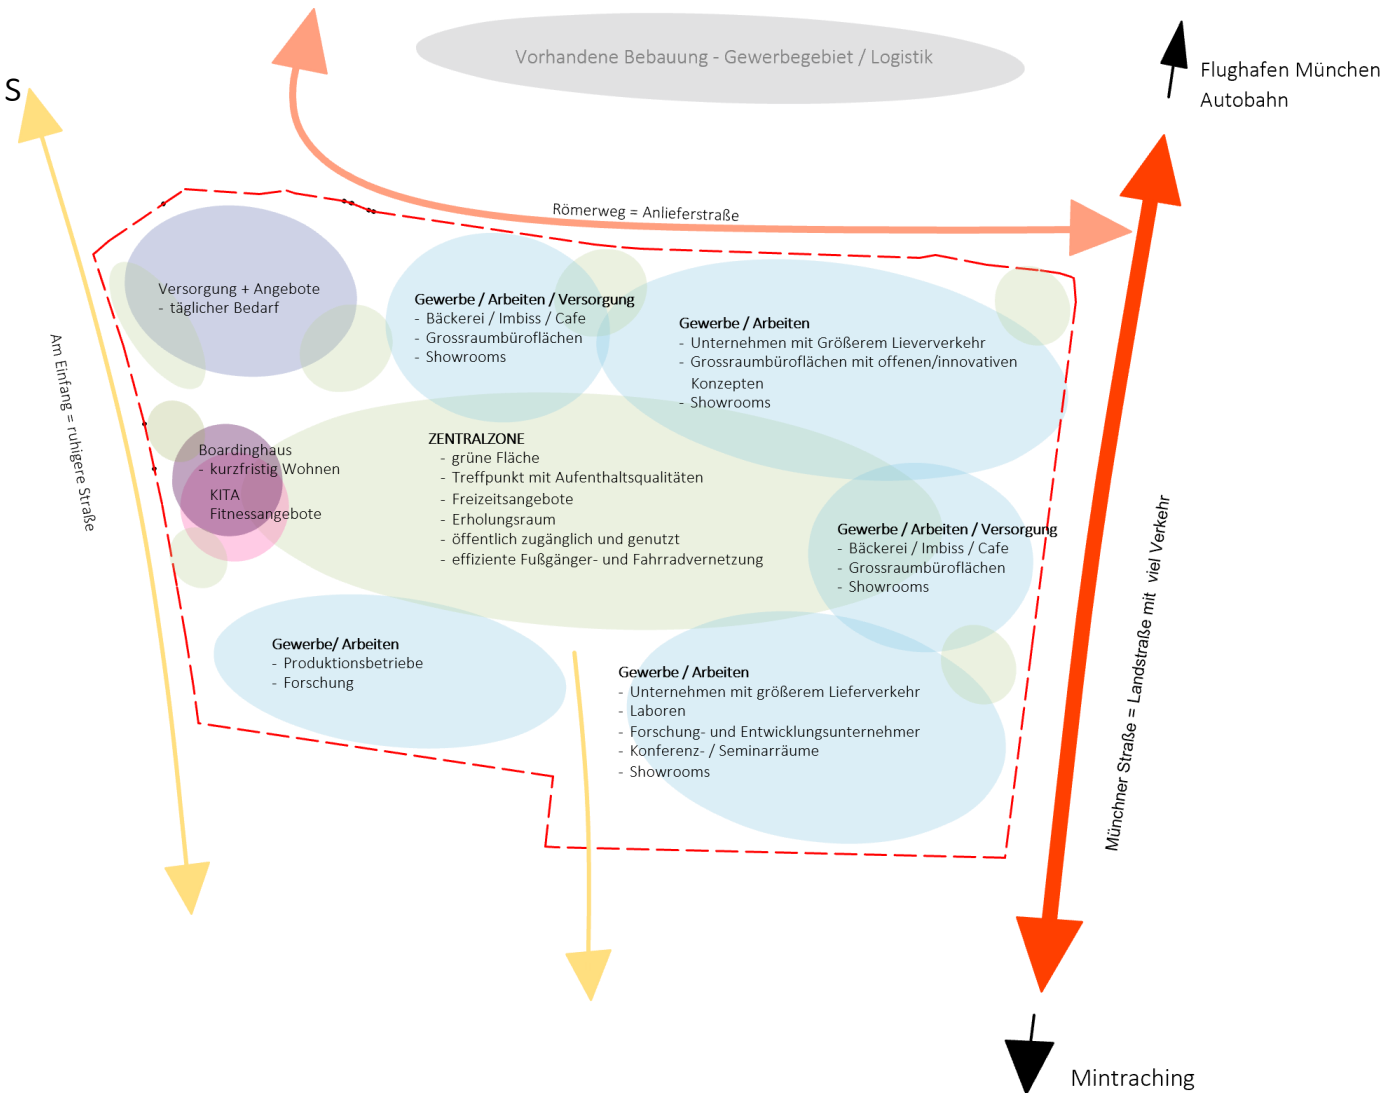 Vorhandene Bebauung - Gewerbegebiet / Logistik
Flughafen München
Autobahn
S
Römerweg = Anlieferstraße
Versorgung + Angebote
- täglicher Bedarf
Gewerbe / Arbeiten / Versorgung
- Bäckerei / Imbiss / Cafe
- Grossraumbüroflächen
- Showrooms
Gewerbe / Arbeiten
- Unternehmen mit Größerem Lieververkehr
- Grossraumbüroflächen mit offenen/innovativen
Konzepten
- Showrooms
Am Einfang = ruhigere Straße
Boardinghaus
- kurzfristig Wohnen
KITA
Fitnessangebote
ZENTRALZONE
- grüne Fläche
- Treffpunkt mit Aufenthaltsqualitäten
- Freizeitsangebote
- Erholungsraum
- öffentlich zugänglich und genutzt
- effiziente Fußgänger- und Fahrradvernetzung
Gewerbe / Arbeiten / Versorgung
- Bäckerei / Imbiss / Cafe
- Grossraumbüroflächen
- Showrooms
Münchner Straße = Landstraße mit viel Verkehr
Gewerbe/ Arbeiten
- Produktionsbetriebe
- Forschung
Gewerbe / Arbeiten
- Unternehmen mit größerem Lieferverkehr
- Laboren
- Forschung- und Entwicklungsunternehmer
- Konferenz- / Seminarräume
- Showrooms
Mintraching